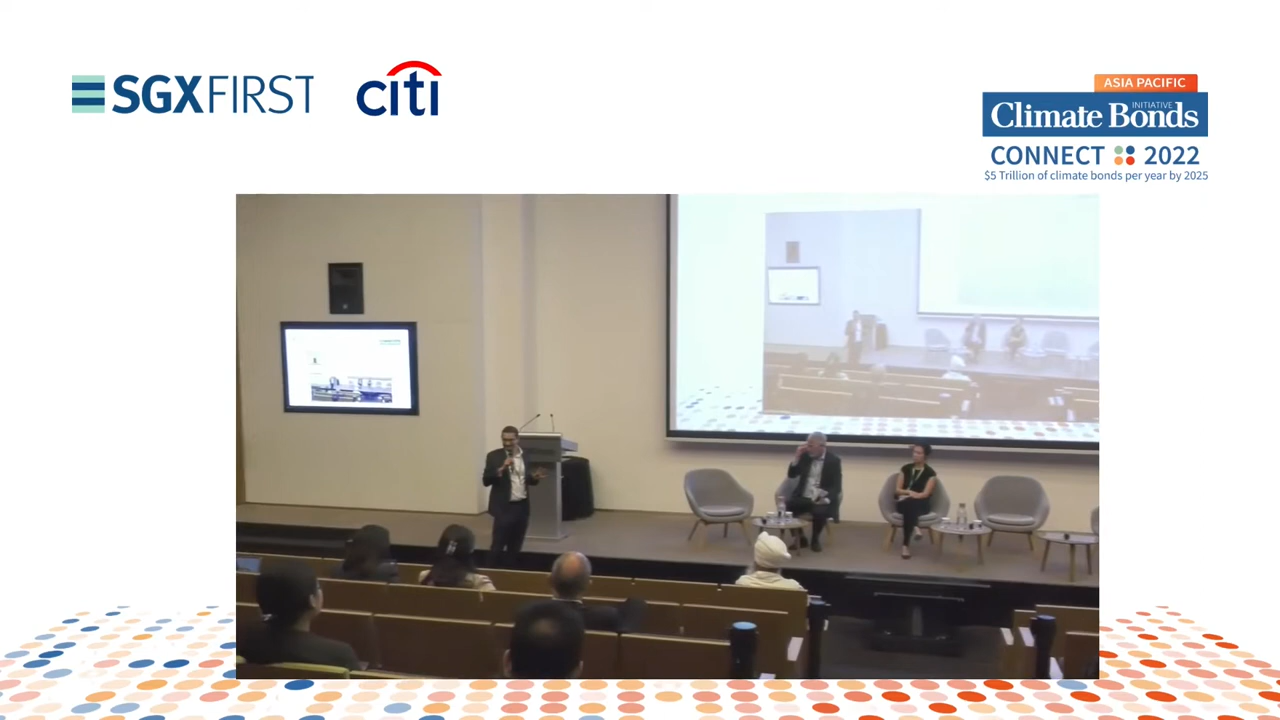 SGXFIRST
citi
ASIA PACIFIC
Climate Bonds
INITIATIVE
CONNECT 2022
$5 Trillion of climate bonds per year by 2025